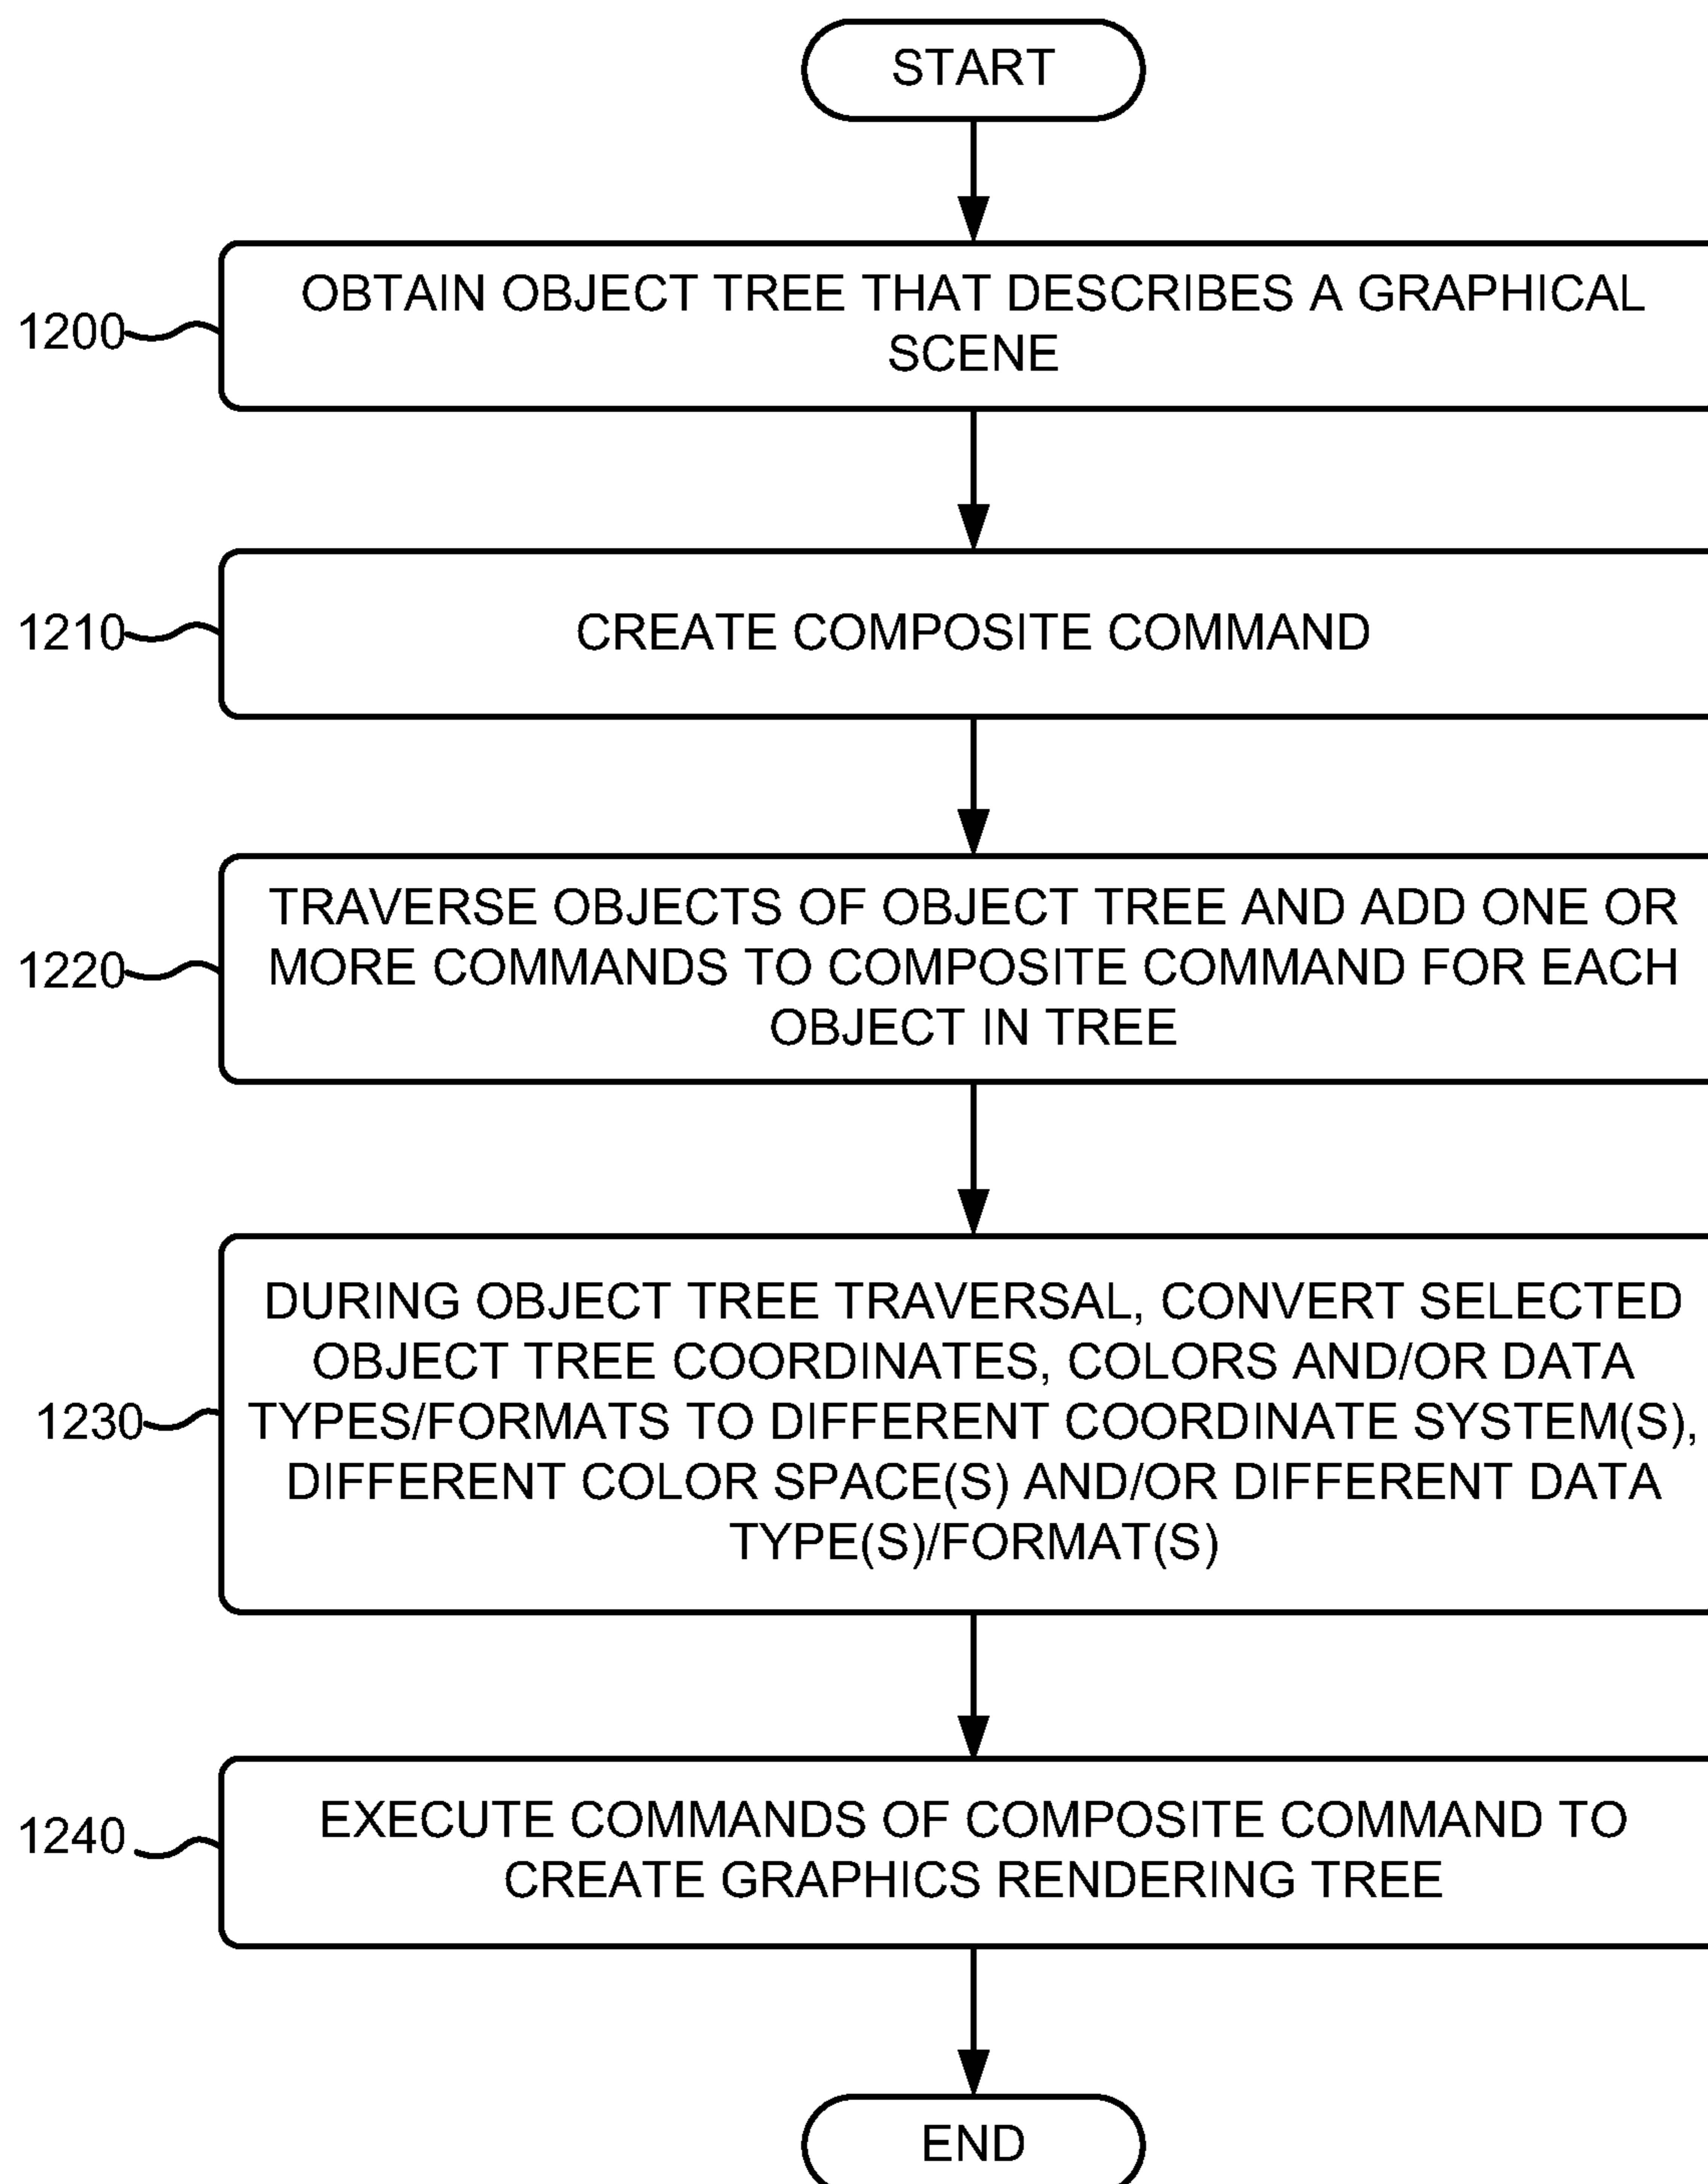 START
1200
OBTAIN OBJECT TREE THAT DESCRIBES A GRAPHICAL
SCENE
1210
CREATE COMPOSITE COMMAND
1220
TRAVERSE OBJECTS OF OBJECT TREE AND ADD ONE OR
MORE COMMANDS TO COMPOSITE COMMAND FOR EACH
OBJECT IN TREE
1230
DURING OBJECT TREE TRAVERSAL, CONVERT SELECTED
OBJECT TREE COORDINATES, COLORS AND/OR DATA
TYPES/FORMATS TO DIFFERENT COORDINATE SYSTEM(S),
DIFFERENT COLOR SPACE(S) AND/OR DIFFERENT DATA
TYPE(S)/FORMAT(S)
1240
EXECUTE COMMANDS OF COMPOSITE COMMAND TO
CREATE GRAPHICS RENDERING TREE
END